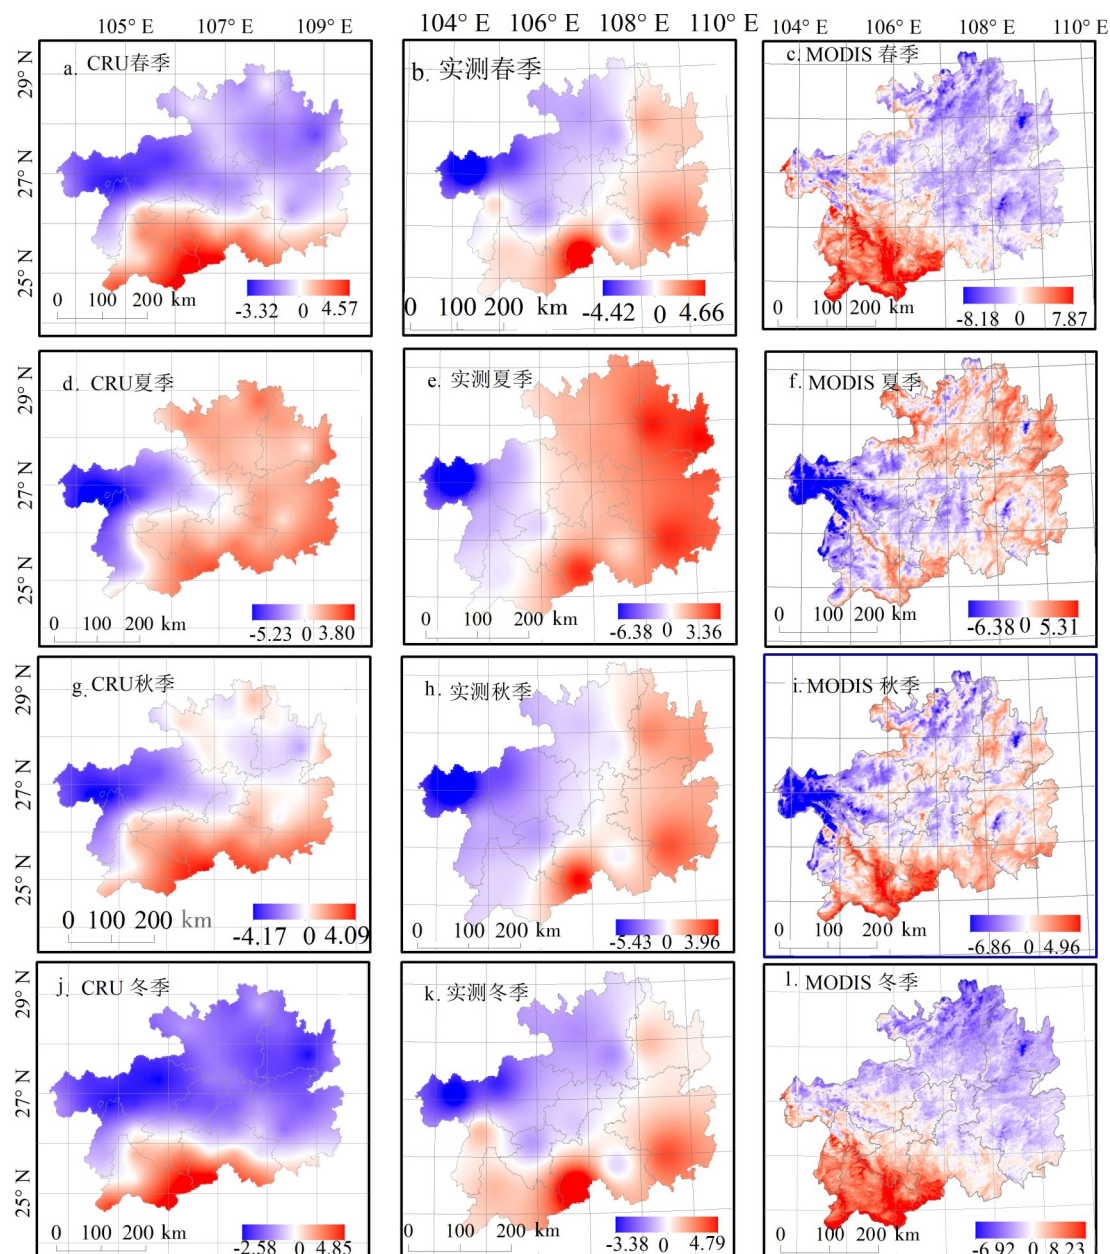 105° E 107° E 109° E
104° E 106° E 108° E 110° E
104° E 106° E 108° E 110° E
29° N
27° N
25° N
a. CRU春季
0 100 200 km
-3.32 0 4.57
b. 实测春季
0 100 200 km
-4.42 0 4.66
c. MODIS 春季
0 100 200 km
-8.18 0 7.87
29° N
27° N
25° N
d. CRU夏季
0 100 200 km
-5.23 0 3.80
e. 实测夏季
0 100 200 km
-6.38 0 3.36
f. MODIS 夏季
0 100 200 km
-6.38 0 5.31
29° N
27° N
25° N
g. CRU秋季
0 100 200 km
-4.17 0 4.09
h. 实测秋季
0 100 200 km
-5.43 0 3.96
i. MODIS 秋季
0 100 200 km
-6.86 0 4.96
29° N
27° N
25° N
j. CRU 冬季
0 100 200 km
-2.58 0 4.85
k. 实测冬季
0 100 200 km
-3.38 0 4.79
l. MODIS 冬季
0 100 200 km
-6.92 0 8.23